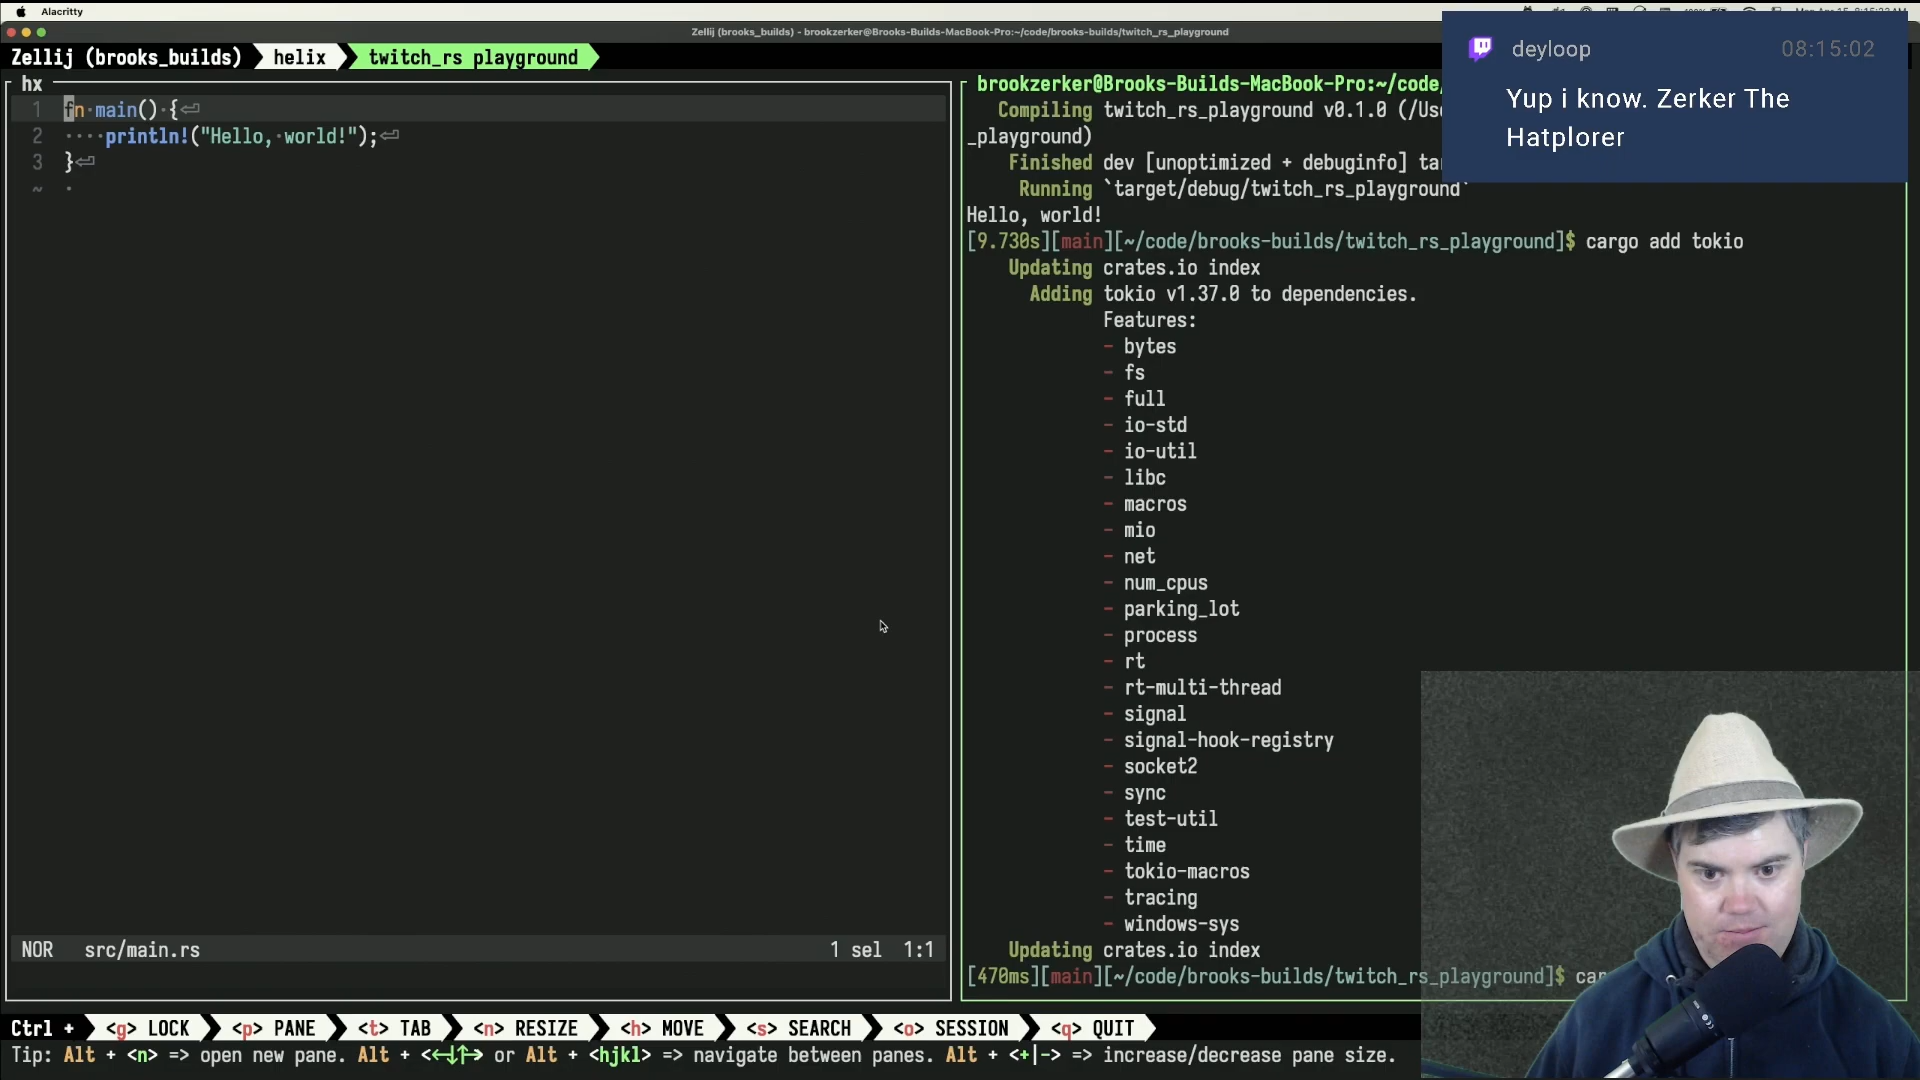 Alacritty
Zellij (brooks_builds) - brookzerker@Brooks-Builds-MacBook-Pro:~/code/brooks-builds/twitch_rs_playground
Zellij (brooks_builds) helix twitch_rs playground
hx
1 fn·main()·{⏎
2 ····println!("Hello,·world!");⏎
3 }⏎
~ ·
NOR src/main.rs 1 sel 1:1
brookzerker@Brooks-Builds-MacBook-Pro:~/code/
Compiling twitch_rs_playground v0.1.0 (/Use
_playground)
Finished dev [unoptimized + debuginfo] tar
Running `target/debug/twitch_rs_playground`
Hello, world!
[9.730s][main][~/code/brooks-builds/twitch_rs_playground]$ cargo add tokio
Updating crates.io index
Adding tokio v1.37.0 to dependencies.
Features:
- bytes
- fs
- full
- io-std
- io-util
- libc
- macros
- mio
- net
- num_cpus
- parking_lot
- process
- rt
- rt-multi-thread
- signal
- signal-hook-registry
- socket2
- sync
- test-util
- time
- tokio-macros
- tracing
- windows-sys
Updating crates.io index
[470ms][main][~/code/brooks-builds/twitch_rs_playground]$ car
deyloop 08:15:02
Yup i know. Zerker The
Hatplorer
Ctrl + <g> LOCK <p> PANE <t> TAB <n> RESIZE <h> MOVE <s> SEARCH <o> SESSION <q> QUIT
Tip: Alt + <n> => open new pane. Alt + <←↓↑→> or Alt + <hjkl> => navigate between panes. Alt + <+|-> => increase/decrease pane size.